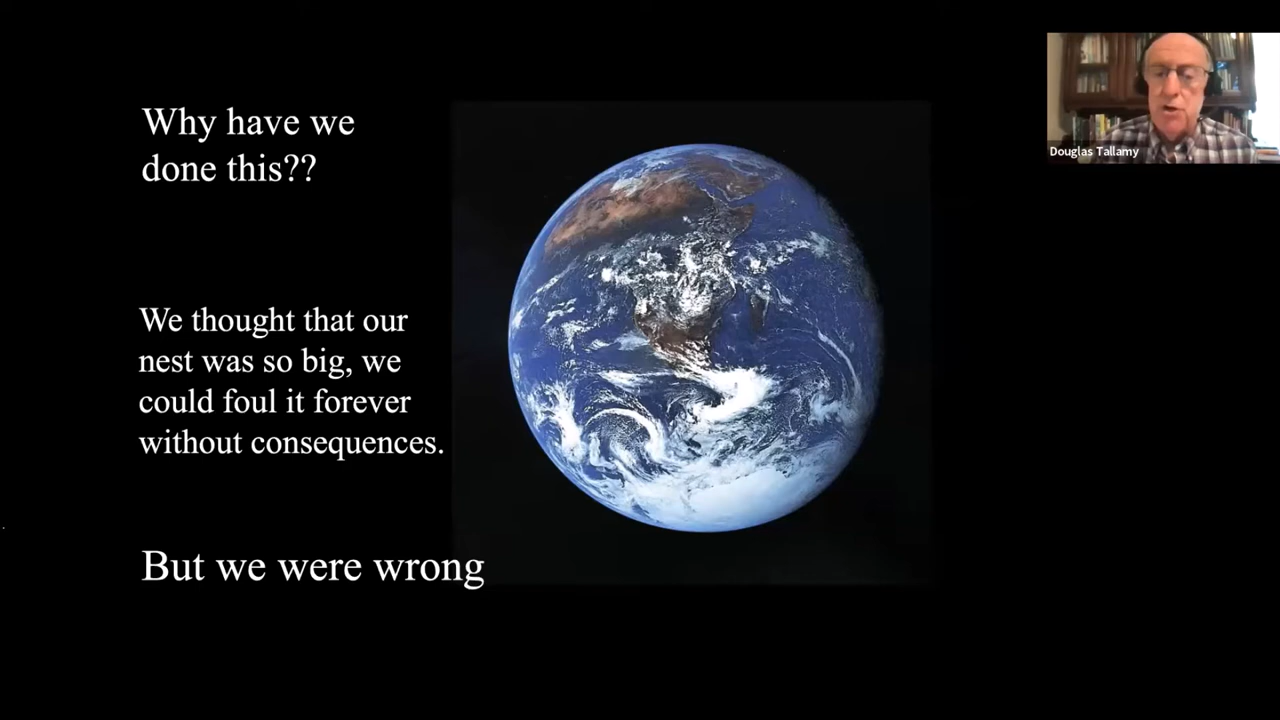 Why have we
done this??
We thought that our
nest was so big, we
could foul it forever
without consequences.
But we were wrong
Douglas Tallamy